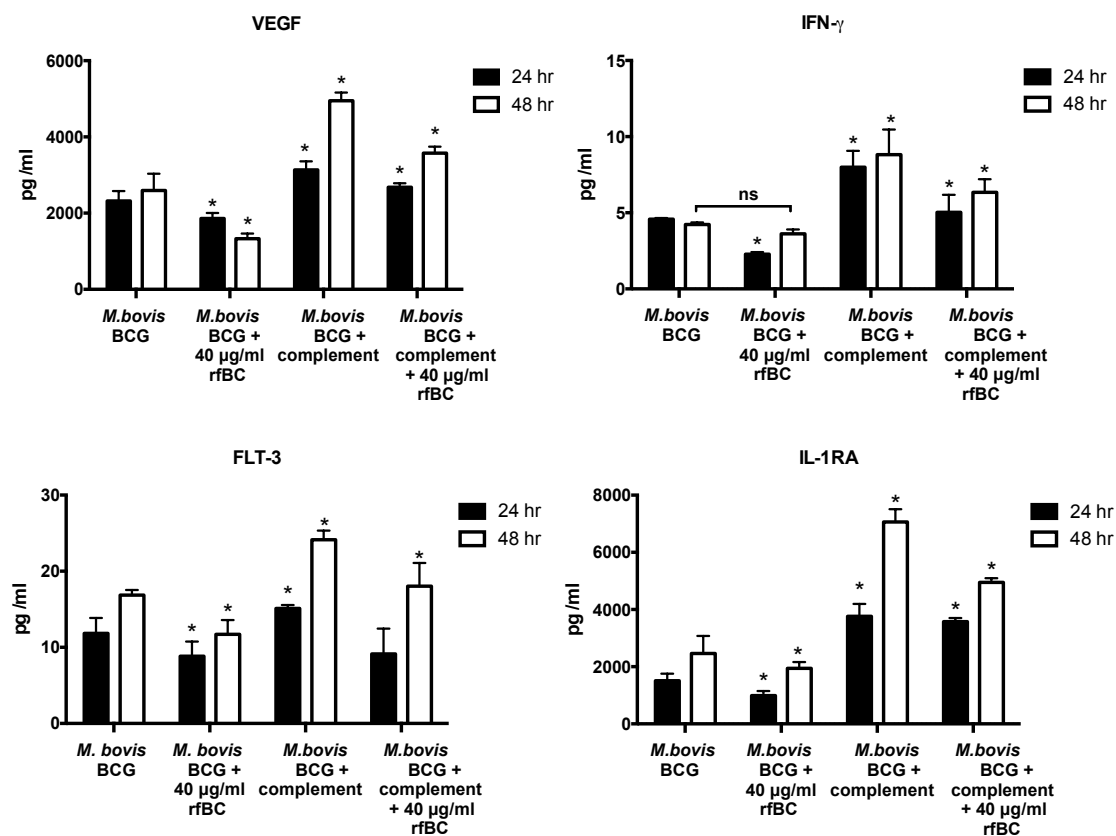 VEGF
6000
4000
2000
0
pg /ml
24 hr
48 hr
* * * * * *
M.bovis M.bovis M.bovis M.bovis
BCG BCG + BCG + BCG +
40 µg/ml complement complement
rfBC + 40 µg/ml
rfBC
IFN-γ
15
10
5
0
pg /ml
24 hr
48 hr
ns
* * * * *
M.bovis M.bovis M.bovis M.bovis
BCG BCG + BCG + BCG +
40 µg/ml complement complement
rfBC + 40 µg/ml
rfBC
FLT-3
30
20
10
0
pg /ml
24 hr
48 hr
* * * * *
M. bovis M. bovis M.bovis M.bovis
BCG BCG + BCG + BCG +
40 µg/ml complement complement
rfBC + 40 µg/ml
rfBC
IL-1RA
8000
6000
4000
2000
0
pg /ml
24 hr
48 hr
* * * * * *
M.bovis M.bovis M.bovis M.bovis
BCG BCG + BCG + BCG +
40 µg/ml complement complement
rfBC + 40 µg/ml
rfBC